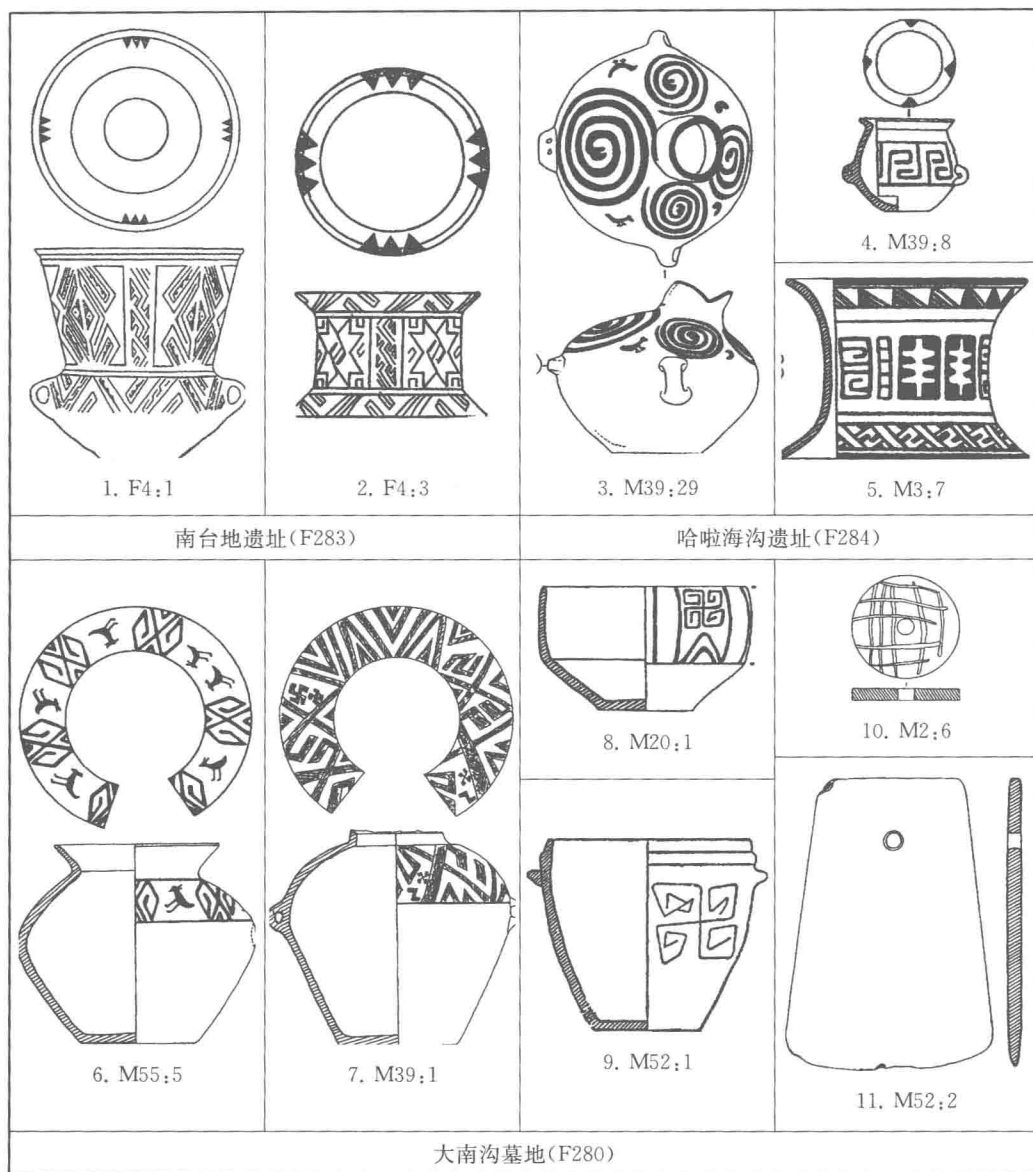 1. F4:1
2. F4:3
3. M39:29
4. M39:8
5. M3:7
南台地遗址(F283)
哈啦海沟遗址(F284)
6. M55:5
7. M39:1
8. M20:1
9. M52:1
10. M2:6
11. M52:2
大南沟墓地(F280)